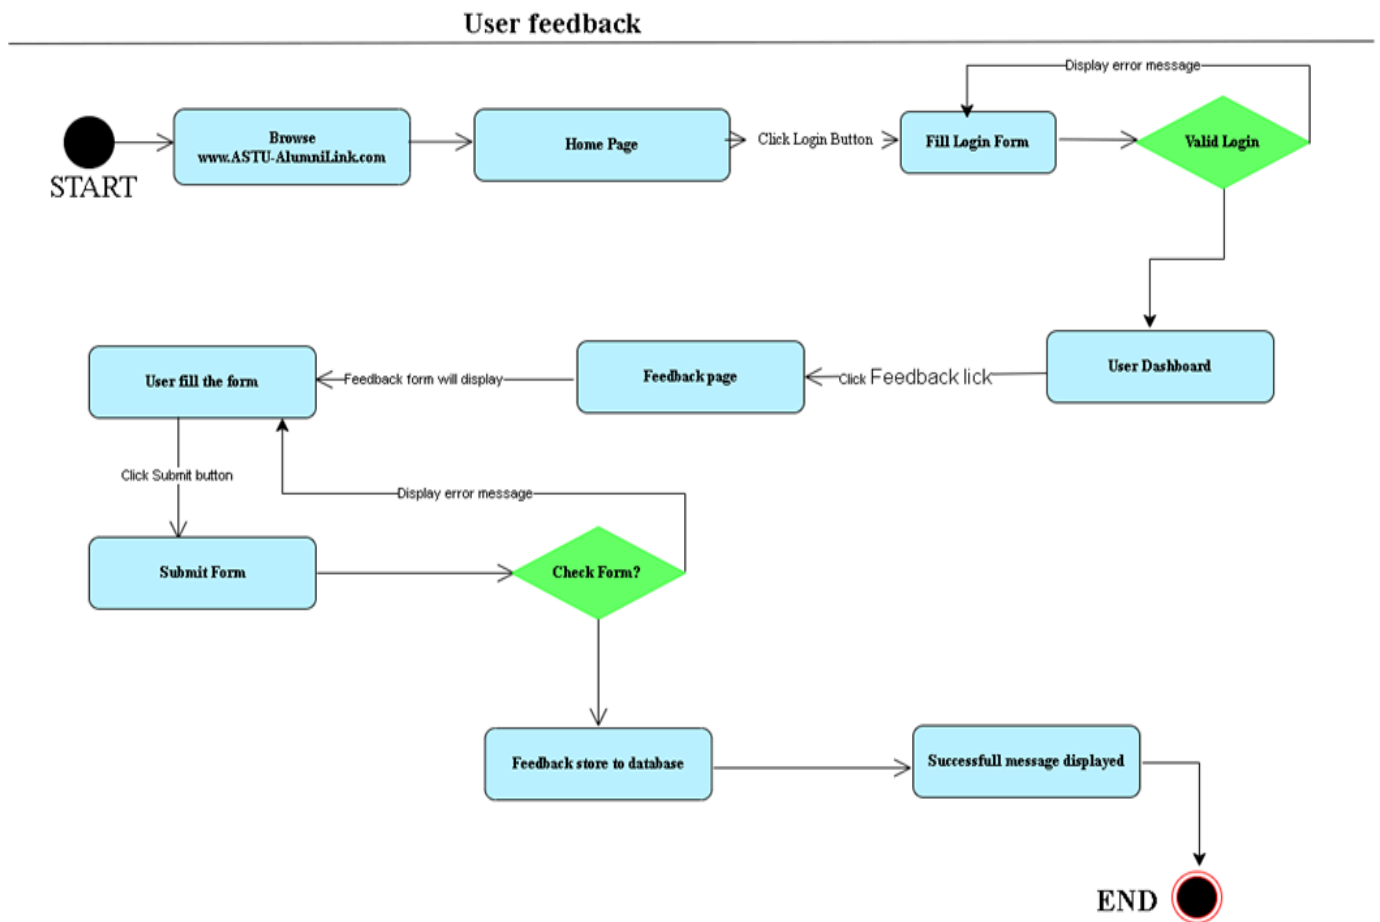 User feedback
Display error message
Browse
www.ASTU-AlumniLink.com
Home Page
Click Login Button
Fill Login Form
Valid Login
START
User fill the form
Feedback form will display
Feedback page
Click Feedback lick
User Dashboard
Click Submit button
Display error message
Submit Form
Check Form?
Feedback store to database
Successfull message displayed
END